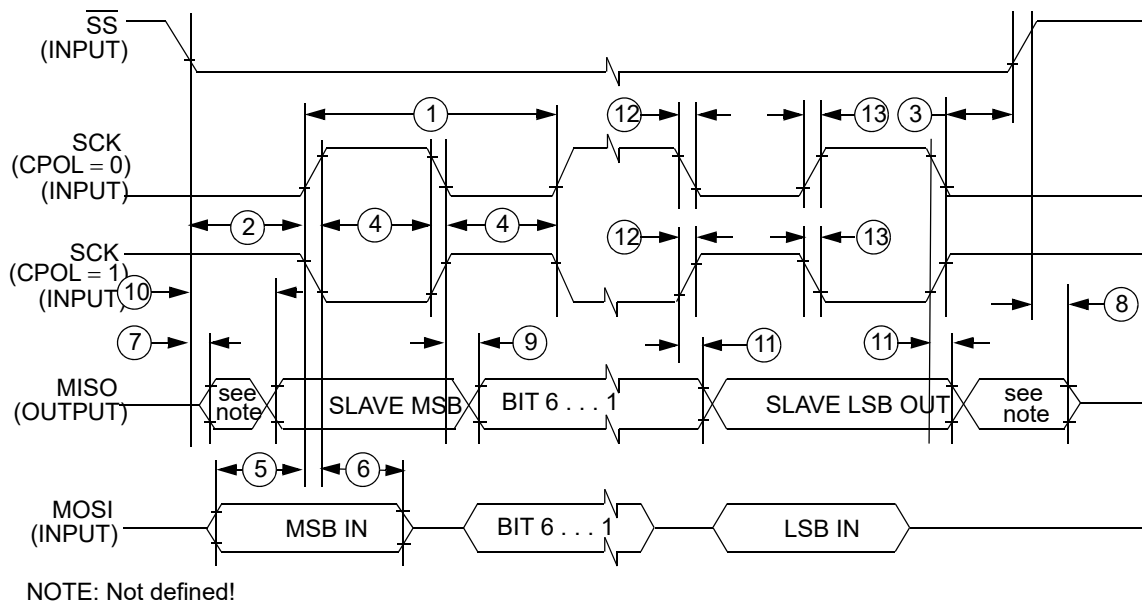 SS
(INPUT)
1
12
13
3
SCK
(CPOL = 0)
(INPUT)
2
4
4
12
13
SCK
(CPOL = 1)
(INPUT)
10
8
7
9
11
11
MISO
(OUTPUT)
see
note
SLAVE MSB
BIT 6 . . . 1
SLAVE LSB OUT
see
note
5
6
MOSI
(INPUT)
MSB IN
BIT 6 . . . 1
LSB IN
NOTE: Not defined!